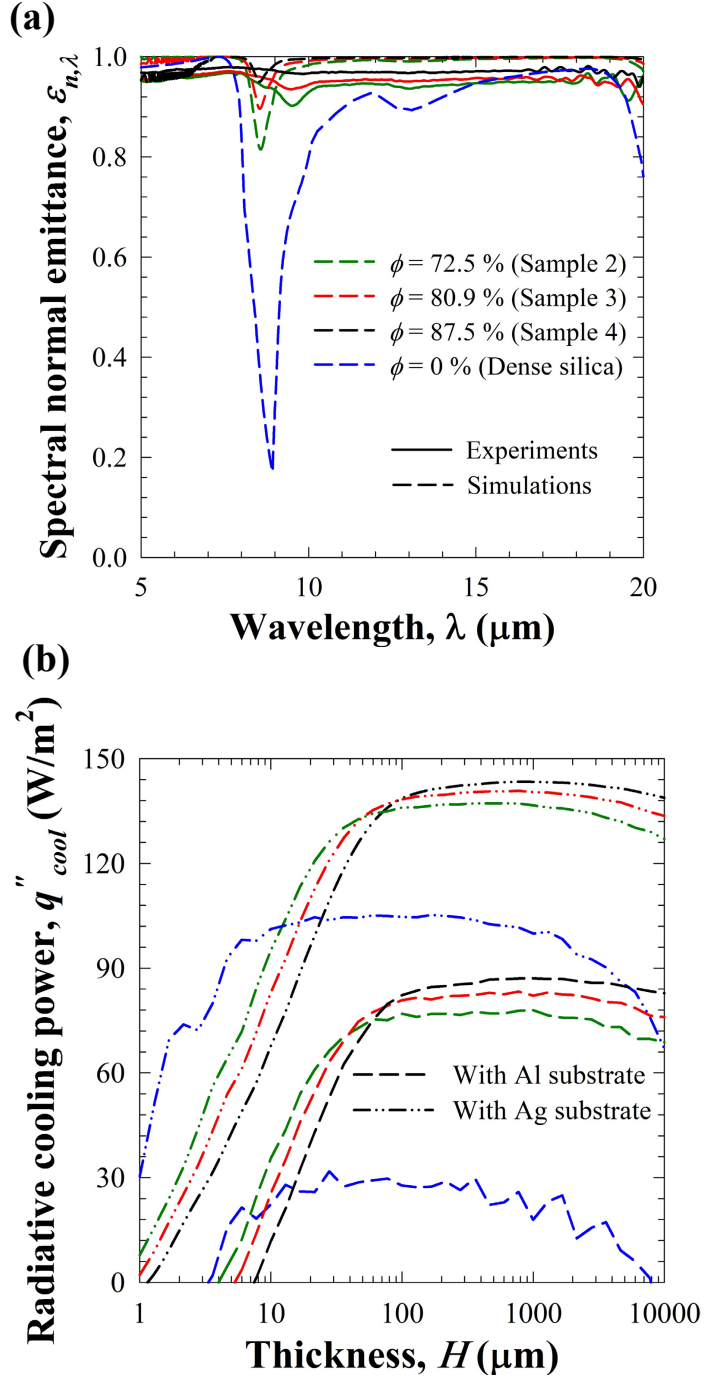 (a)
Spectral normal emittance, ε_{n,λ}
1.0
0.8
0.6
0.4
0.2
0.0
ϕ = 72.5 % (Sample 2)
ϕ = 80.9 % (Sample 3)
ϕ = 87.5 % (Sample 4)
ϕ = 0 % (Dense silica)
Experiments
Simulations
5 10 15 20
Wavelength, λ (μm)
(b)
Radiative cooling power, q″_{cool} (W/m²)
150
120
90
60
30
0
With Al substrate
With Ag substrate
1 10 100 1000 10000
Thickness, H (μm)